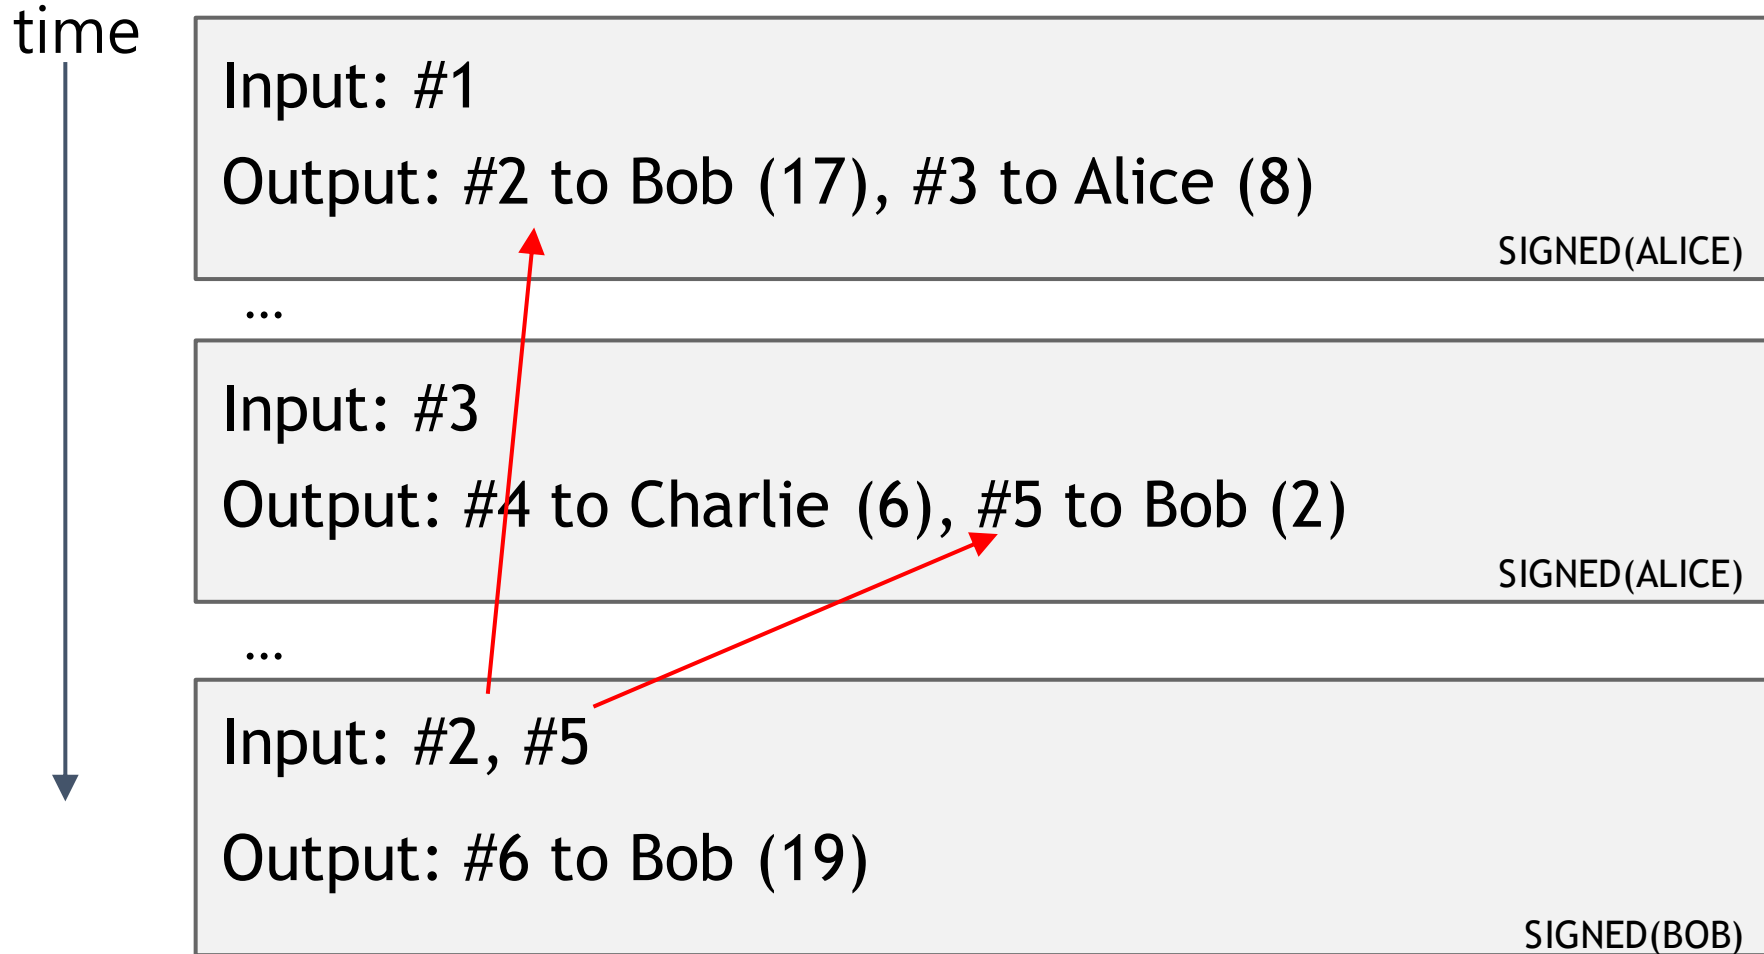 time
Input: #1
Output: #2 to Bob (17), #3 to Alice (8)
SIGNED(ALICE)
…
Input: #3
Output: #4 to Charlie (6), #5 to Bob (2)
SIGNED(ALICE)
…
Input: #2, #5
Output: #6 to Bob (19)
SIGNED(BOB)